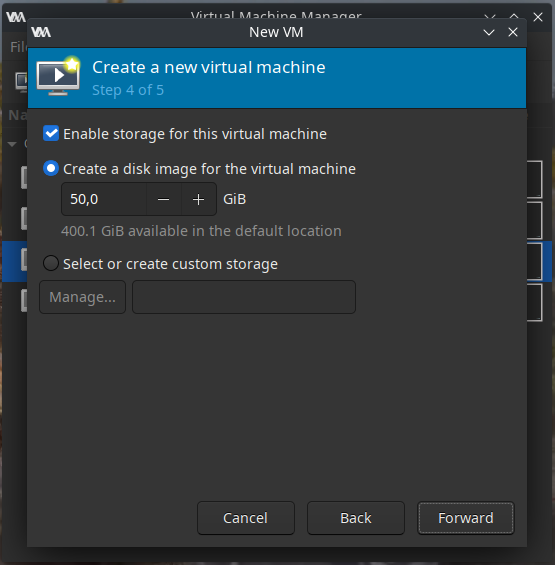 Virtual Machine Manager
New VM
File
Create a new virtual machine
Step 4 of 5
Enable storage for this virtual machine
Create a disk image for the virtual machine
50,0 − + GiB
400.1 GiB available in the default location
Select or create custom storage
Manage...
Cancel Back Forward